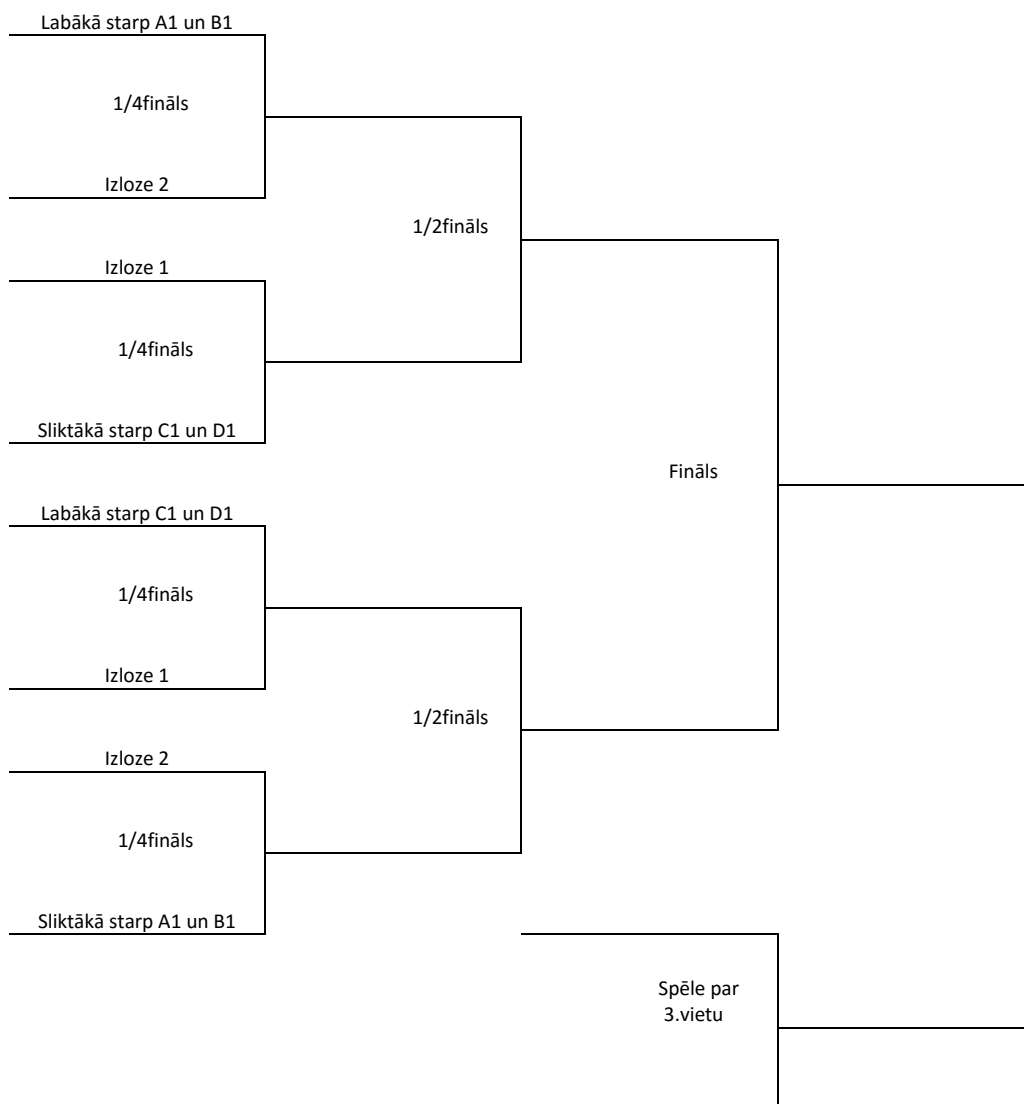 Labākā starp A1 un B1
1/4fināls
Izloze 2
1/2fināls
Izloze 1
1/4fināls
Sliktākā starp C1 un D1
Fināls
Labākā starp C1 un D1
1/4fināls
Izloze 1
1/2fināls
Izloze 2
1/4fināls
Sliktākā starp A1 un B1
Spēle par
3.vietu